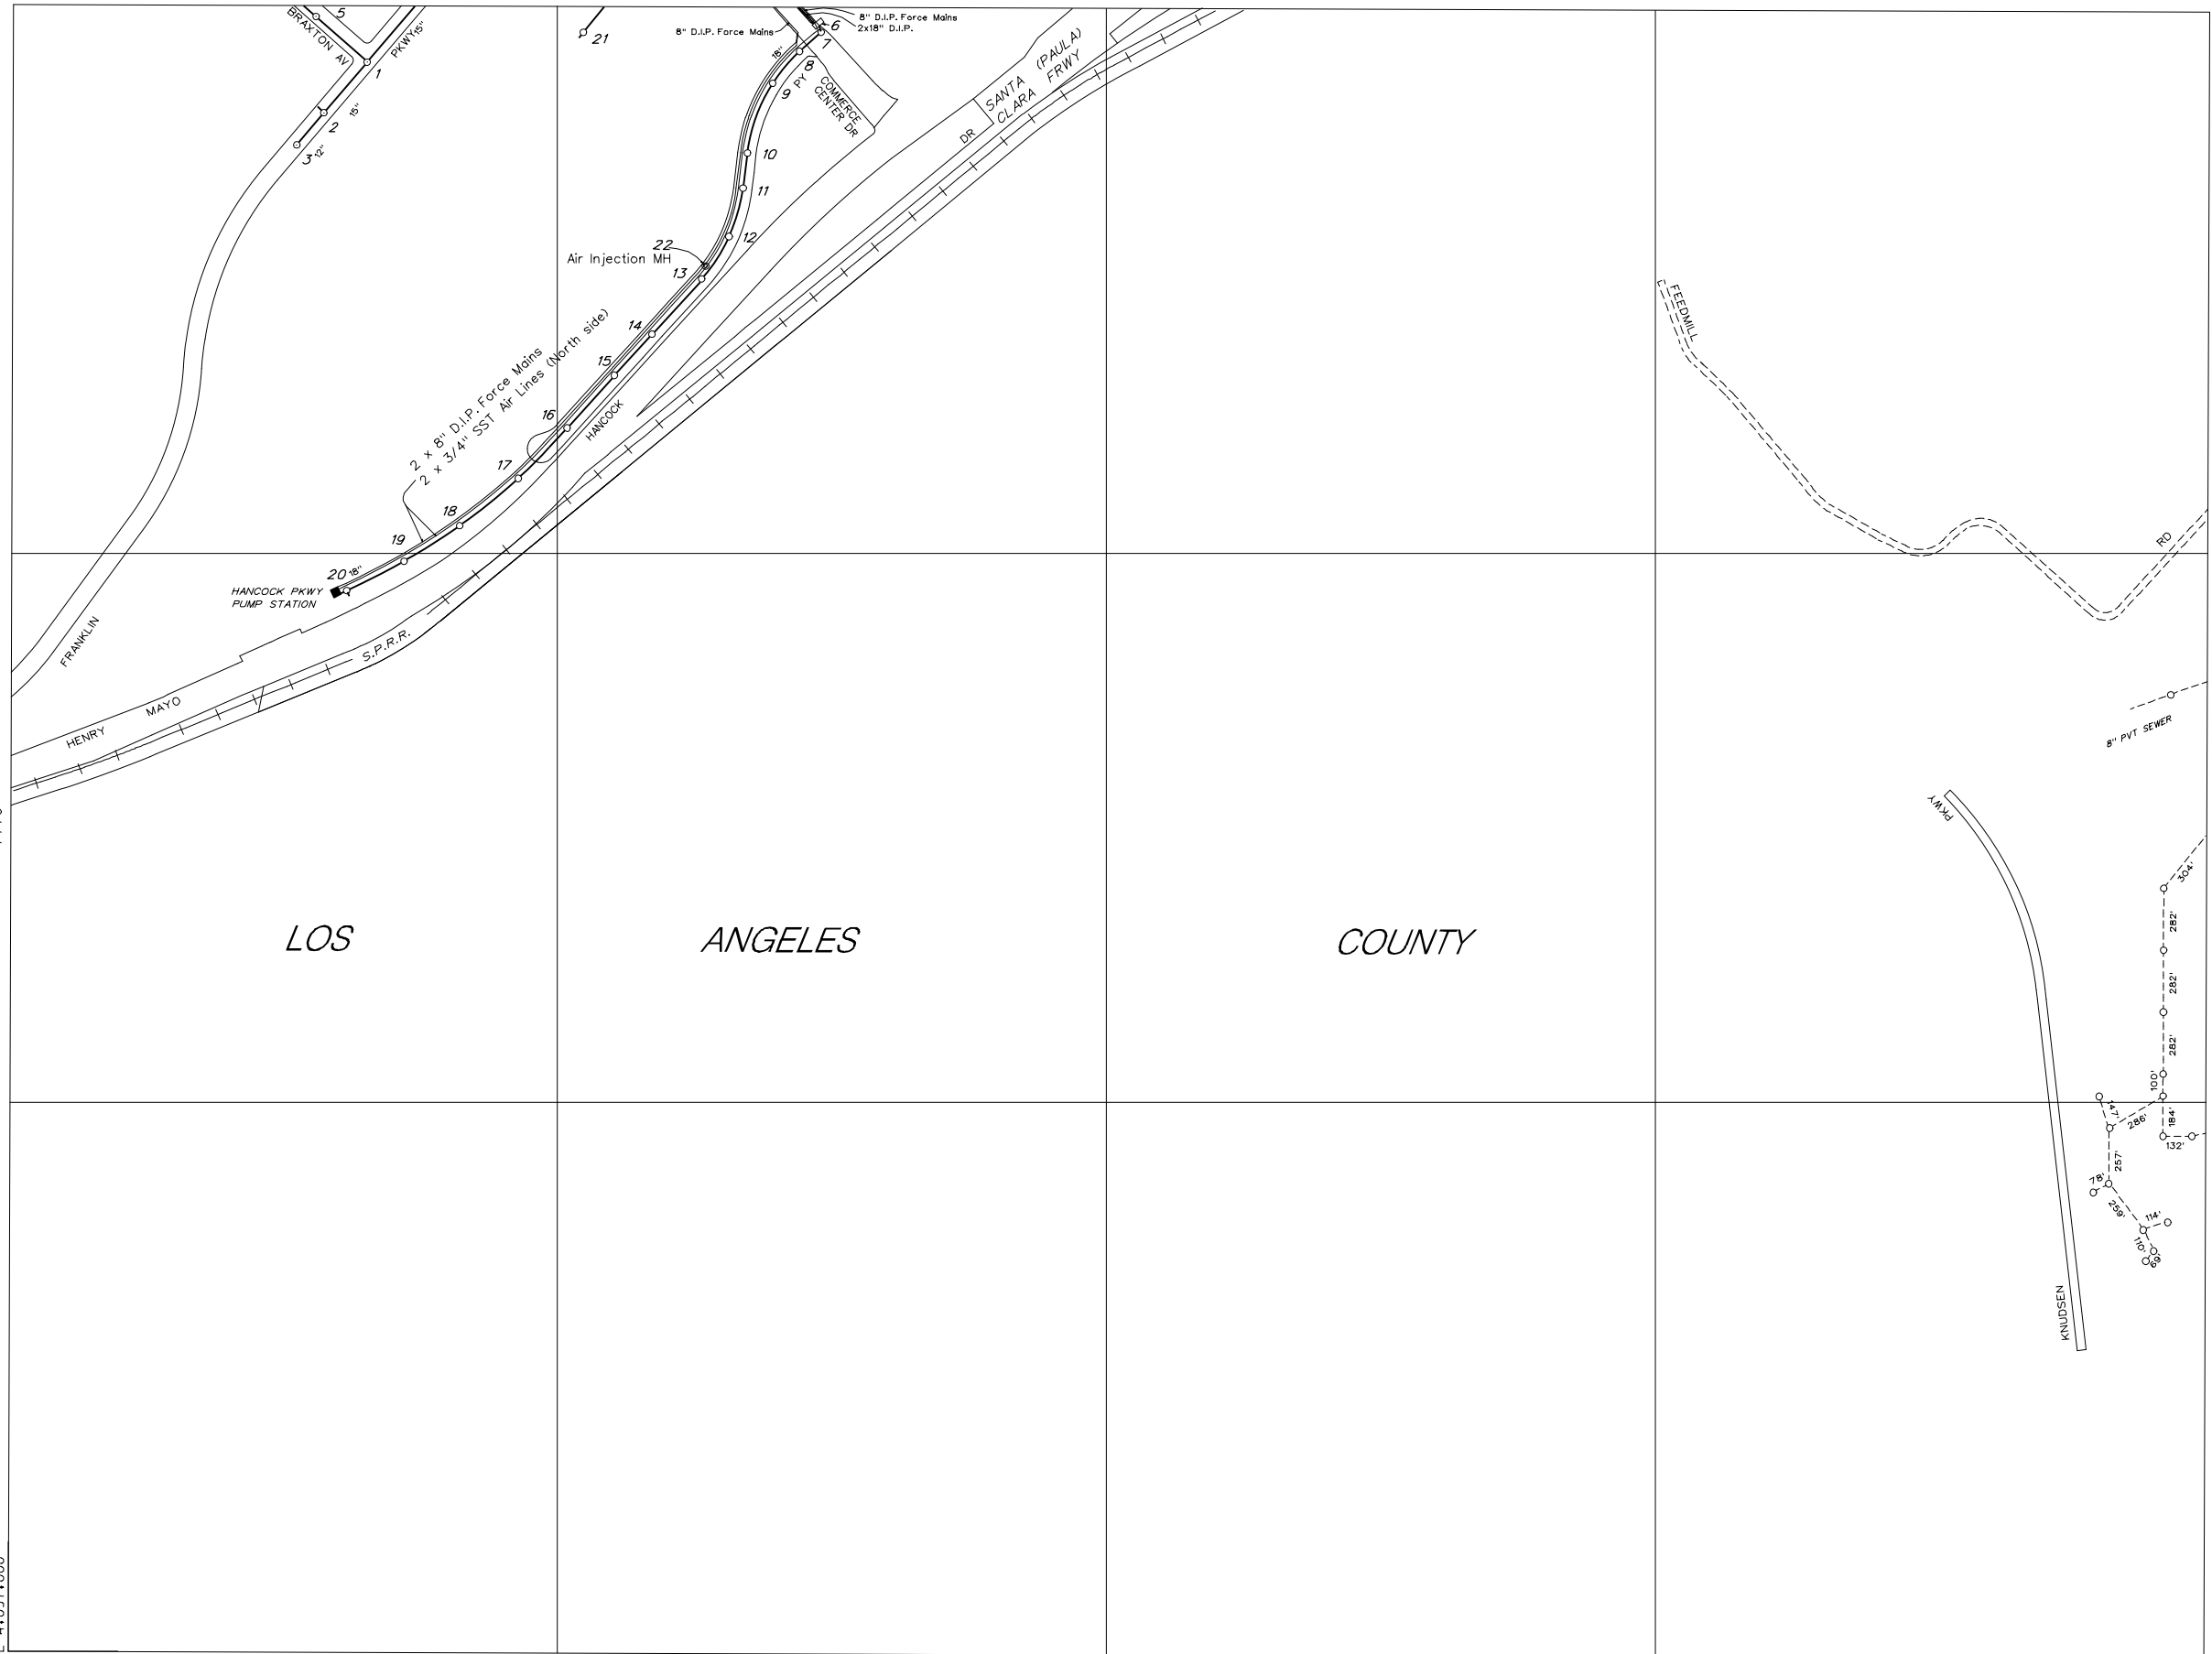 5
BRAXTON AV
PKWY
15"
1
15"
2
3
12"
21
8" D.I.P. Force Mains
8" D.I.P. Force Mains
2x18" D.I.P.
6
7
18"
8
9
PY
COMMERCE
CENTER DR
SANTA (PAULA)
CLARA FRWY
DR
10
11
12
22
Air Injection MH
13
14
15
16
HANCOCK
2 x 8" D.I.P. Force Mains
2 x 3/4" SST Air Lines (North side)
17
18
19
20
18"
HANCOCK PKWY
PUMP STATION
FRANKLIN
S.P.R.R.
HENRY MAYO
FEEDMILL
RD
8" PVT SEWER
PKWY
304'
282'
282'
282'
100'
147'
286'
184'
132'
257'
78'
259'
114'
110'
69'
KNUDSEN
LOS ANGELES COUNTY